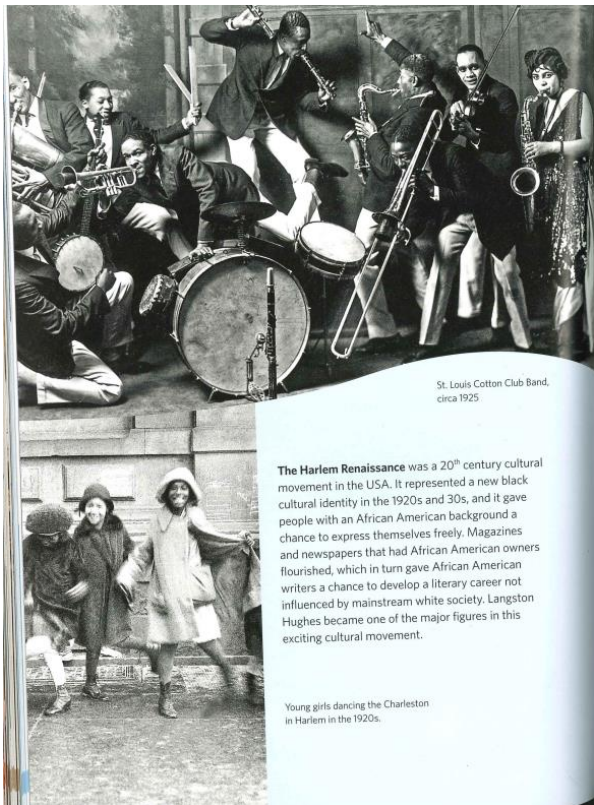 St. Louis Cotton Club Band,
circa 1925
The Harlem Renaissance was a 20th century cultural
movement in the USA. It represented a new black
cultural identity in the 1920s and 30s, and it gave
people with an African American background a
chance to express themselves freely. Magazines
and newspapers that had African American owners
flourished, which in turn gave African American
writers a chance to develop a literary career not
influenced by mainstream white society. Langston
Hughes became one of the major figures in this
exciting cultural movement.
Young girls dancing the Charleston
in Harlem in the 1920s.